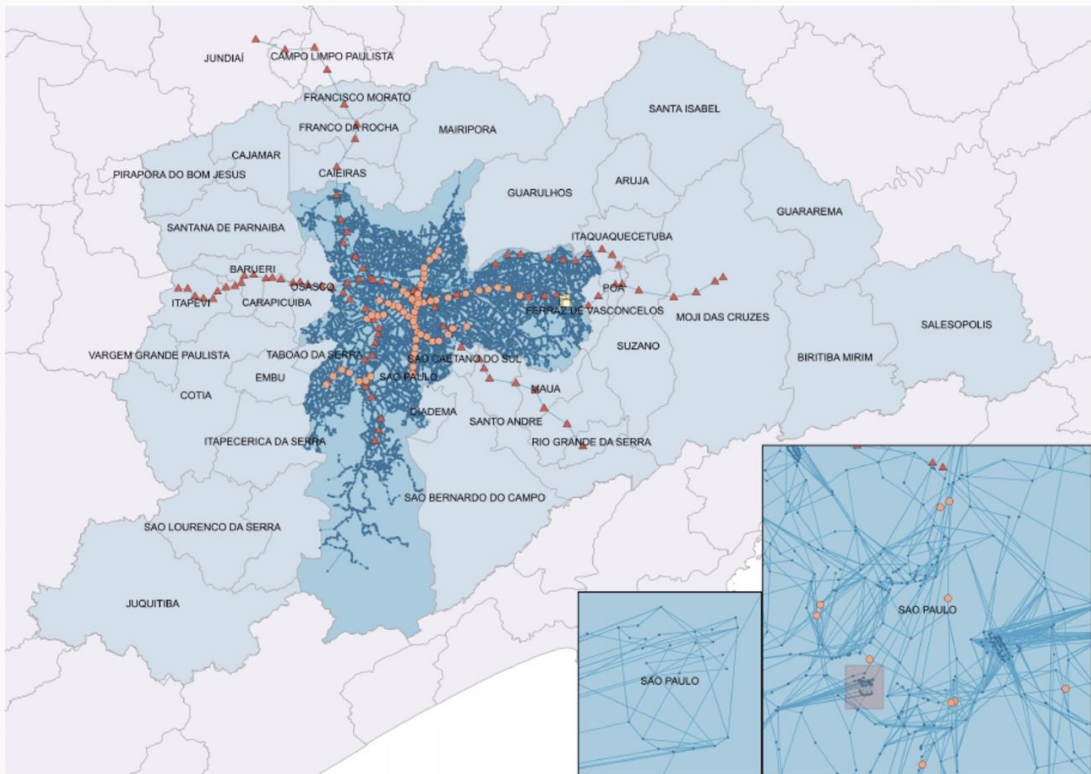 JUNDIAÍ
CAMPO LIMPO PAULISTA
FRANCISCO MORATO
SANTA ISABEL
FRANCO DA ROCHA
MAIRIPORA
CAJAMAR
PIRAPORA DO BOM JESUS
CAIEIRAS
ARUJA
GUARULHOS
GUARAREMA
SANTANA DE PARNAIBA
ITAQUAQUECETUBA
BARUERI
OSASCO
POA
ITAPEVI
CARAPICUIBA
FERRAZ DE VASCONCELOS
MOJI DAS CRUZES
SALESOPOLIS
SUZANO
VARGEM GRANDE PAULISTA
TABOAO DA SERRA
SAO CAETANO DO SUL
BIRITIBA MIRIM
EMBU
SAO PAULO
MAUA
COTIA
DIADEMA
SANTO ANDRE
ITAPECERICA DA SERRA
RIO GRANDE DA SERRA
SAO BERNARDO DO CAMPO
SAO LOURENCO DA SERRA
JUQUITIBA
SAO PAULO
SAO PAULO